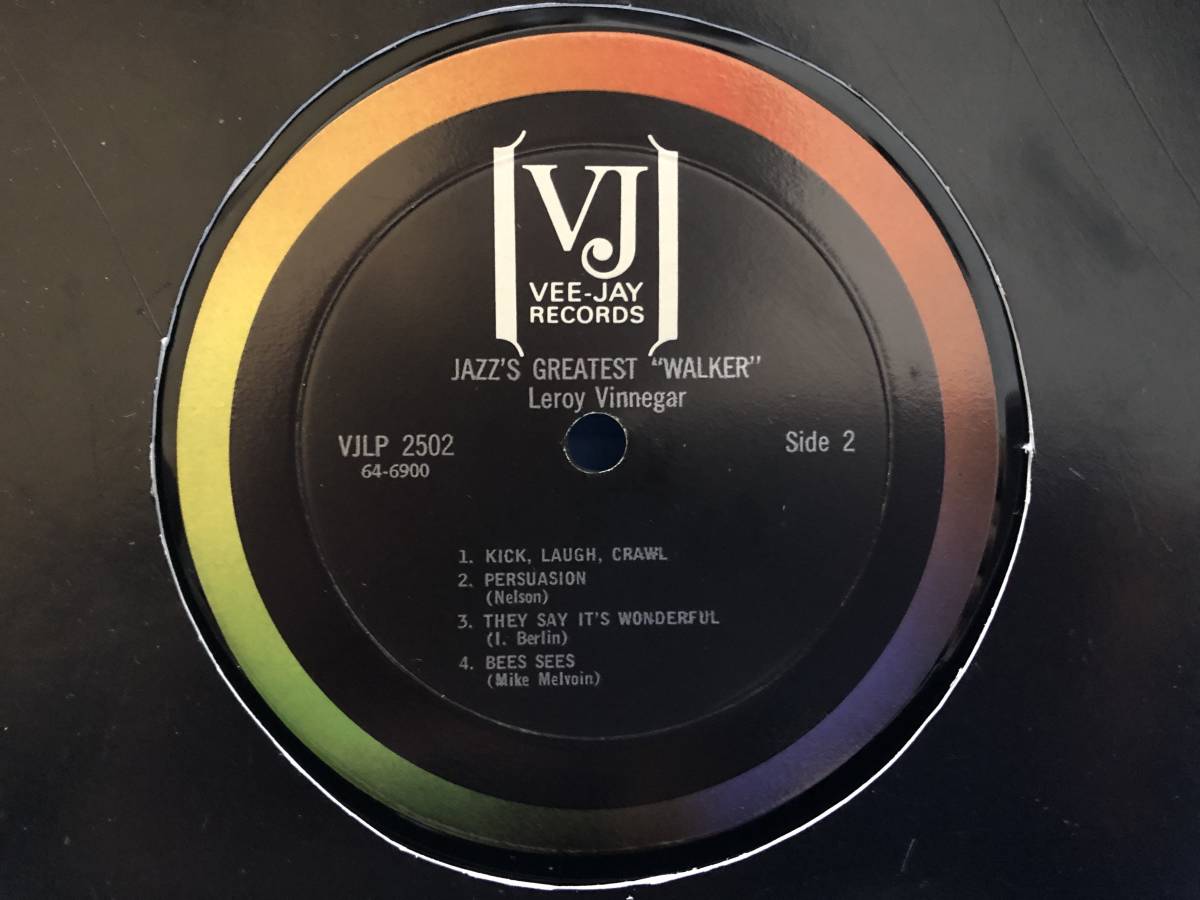 VJ
VEE-JAY
RECORDS
JAZZ'S GREATEST "WALKER"
Leroy Vinnegar
VJLP 2502
64-6900
Side 2
1. KICK, LAUGH, CRAWL
2. PERSUASION
(Nelson)
3. THEY SAY IT'S WONDERFUL
(I. Berlin)
4. BEES SEES
(Mike Melvoin)